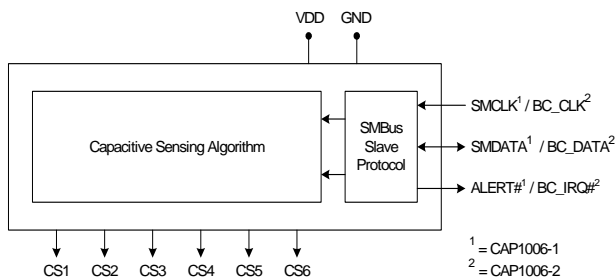 VDD GND
Capacitive Sensing Algorithm
SMBus
Slave
Protocol
SMCLK¹ / BC_CLK²
SMDATA¹ / BC_DATA²
ALERT#¹ / BC_IRQ#²
CS1 CS2 CS3 CS4 CS5 CS6
¹ = CAP1006-1
² = CAP1006-2